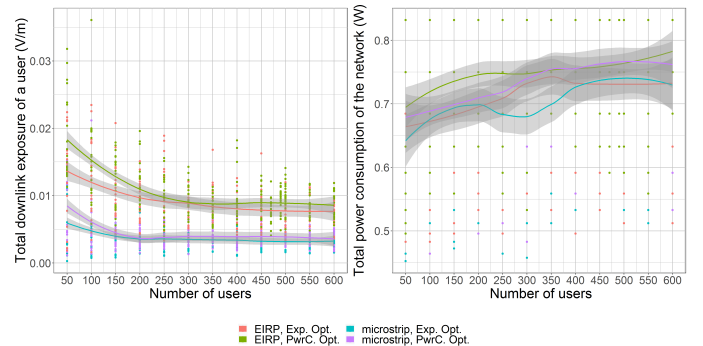 Total downlink exposure of a user (V/m)
0.03
0.02
0.01
0.00
50 100 150 200 250 300 350 400 450 500 550 600
Number of users
Total power consumption of the network (W)
0.8
0.7
0.6
0.5
50 100 150 200 250 300 350 400 450 500 550 600
Number of users
EIRP, Exp. Opt. microstrip, Exp. Opt.
EIRP, PwrC. Opt. microstrip, PwrC. Opt.